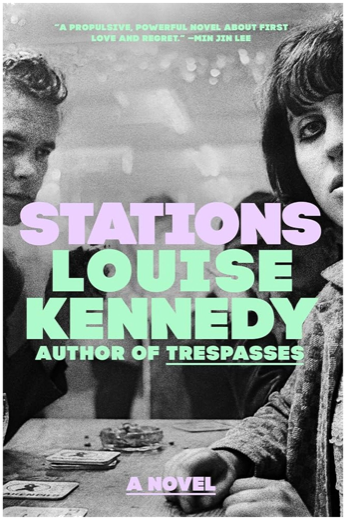 "A PROPULSIVE, POWERFUL NOVEL ABOUT FIRST
LOVE AND REGRET." —MIN JIN LEE
STATIONS
LOUISE
KENNEDY
AUTHOR OF TRESPASSES
A NOVEL